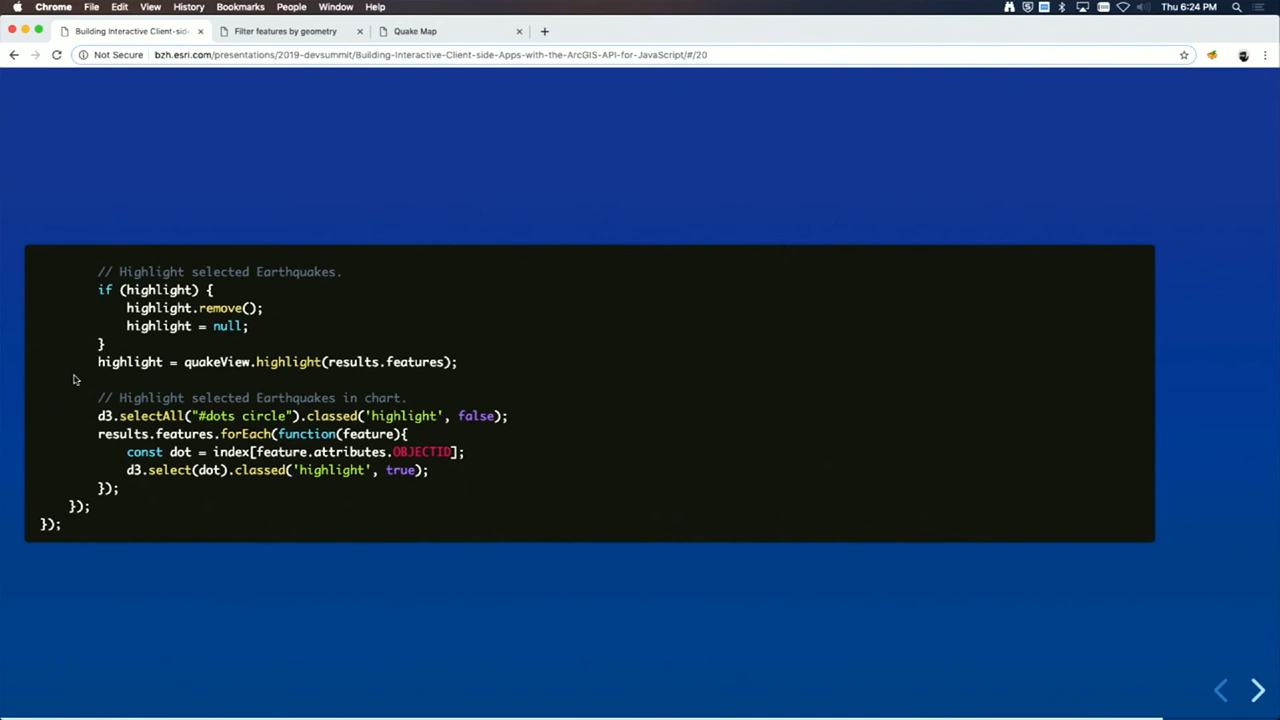 Chrome File Edit View History Bookmarks People Window Help Thu 6:24 PM
Building Interactive Client-sid Filter features by geometry Quake Map
Not Secure bzh.esri.com/presentations/2019-devsummit/Building-Interactive-Client-side-Apps-with-the-ArcGIS-API-for-JavaScript/#/20
// Highlight selected Earthquakes.
if (highlight) {
highlight.remove();
highlight = null;
}
highlight = quakeView.highlight(results.features);
// Highlight selected Earthquakes in chart.
d3.selectAll("#dots circle").classed('highlight', false);
results.features.forEach(function(feature){
const dot = index[feature.attributes.OBJECTID];
d3.select(dot).classed('highlight', true);
});
});
});